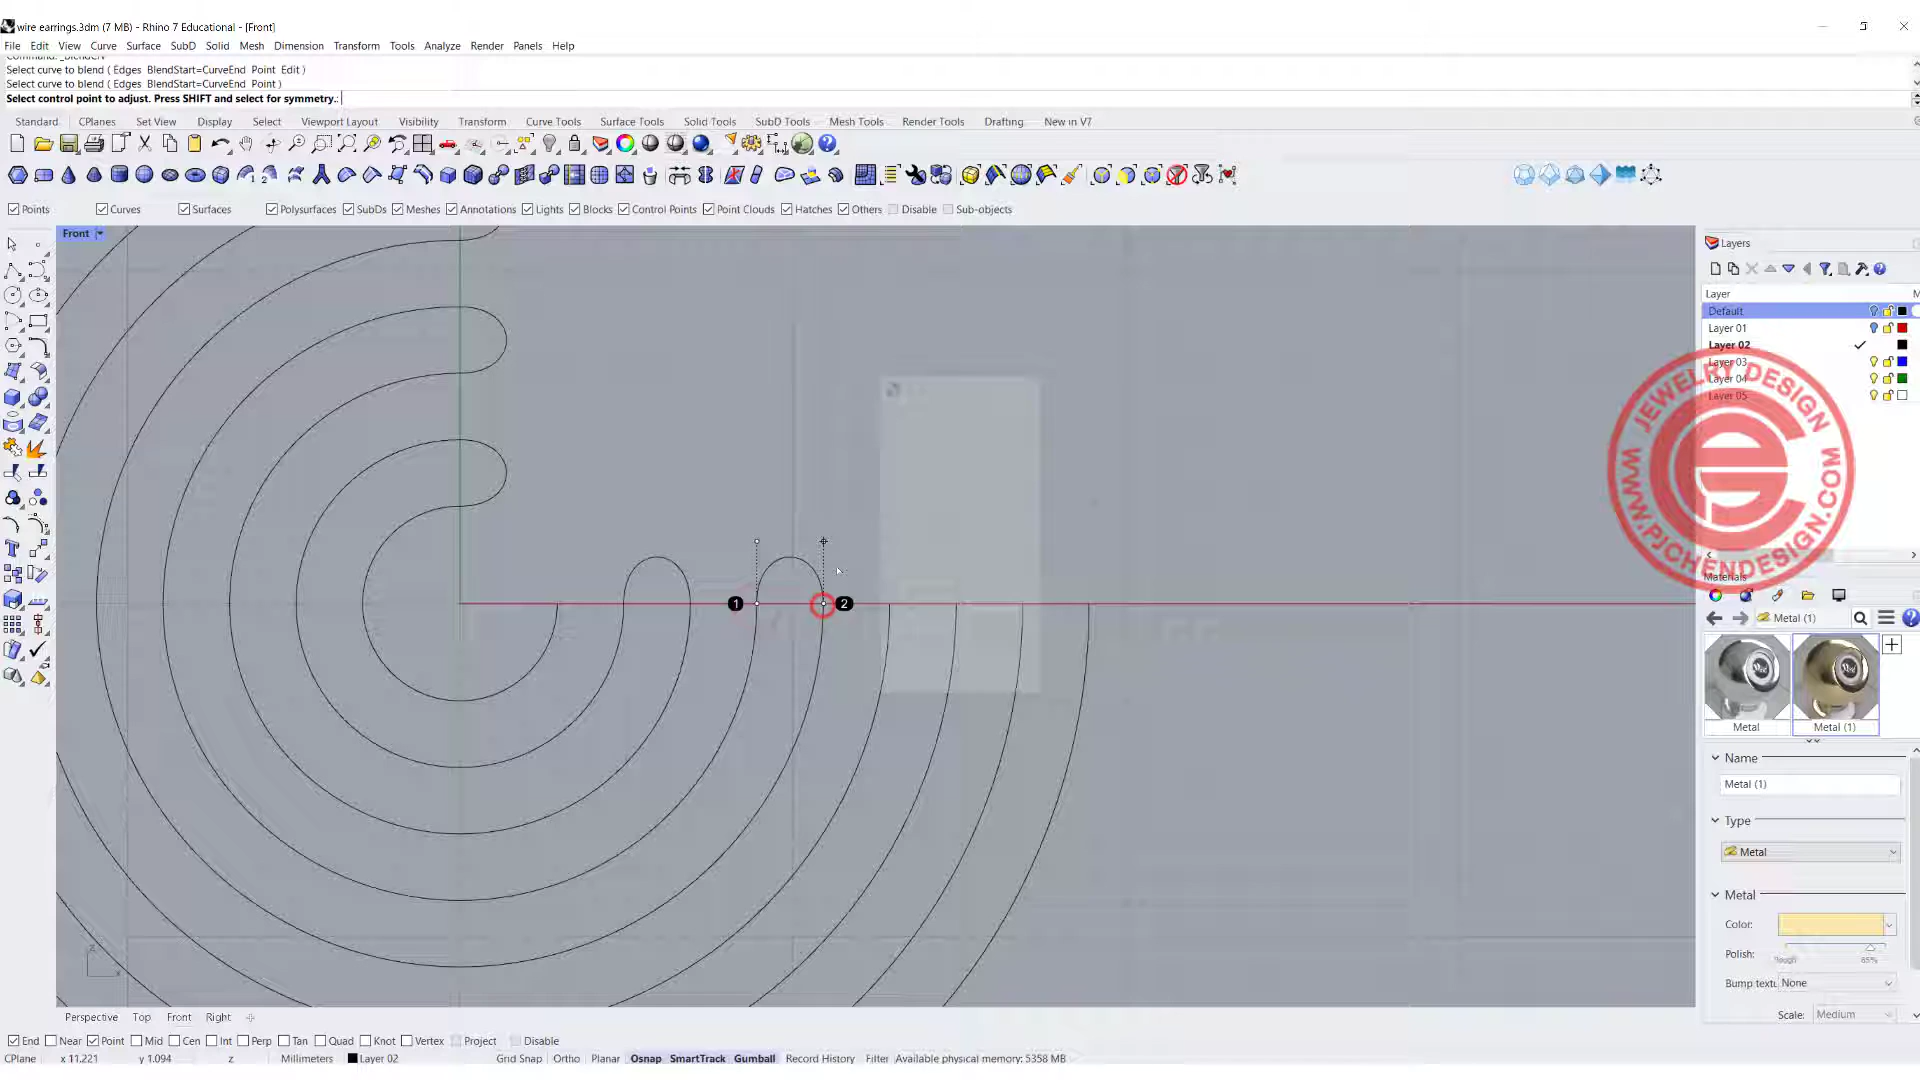 wire earrings.3dm (7 MB) - Rhino 7 Educational - [Front]
File Edit View Curve Surface SubD Solid Mesh Dimension Transform Tools Analyze Render Panels Help
Select curve to blend ( Edges BlendStart=CurveEnd Point Edit )
Select curve to blend ( Edges BlendStart=CurveEnd Point )
Select control point to adjust. Press SHIFT and select for symmetry.:
Standard CPlanes Set View Display Select Viewport Layout Visibility Transform Curve Tools Surface Tools Solid Tools SubD Tools Mesh Tools Render Tools Drafting New in V7
Points Curves Surfaces Polysurfaces SubDs Meshes Annotations Lights Blocks Control Points Point Clouds Hatches Others Disable Sub-objects
Front
Layers
Layer M
Default
Layer 01
Layer 02
Layer 03
Layer 04
Layer 05
JEWELRY DESIGN
WWW.PJCHENDESIGN.COM
1 2
Materials
Metal (1)
Metal Metal (1)
Name
Metal (1)
Type
Metal
Metal
Color:
Polish:
Rough 85%
Bump textu None
Scale: Medium
z
x
Perspective Top Front Right
End Near Point Mid Cen Int Perp Tan Quad Knot Vertex Project Disable
CPlane x 11.221 y 1.094 z Millimeters Layer 02 Grid Snap Ortho Planar Osnap SmartTrack Gumball Record History Filter Available physical memory: 5358 MB